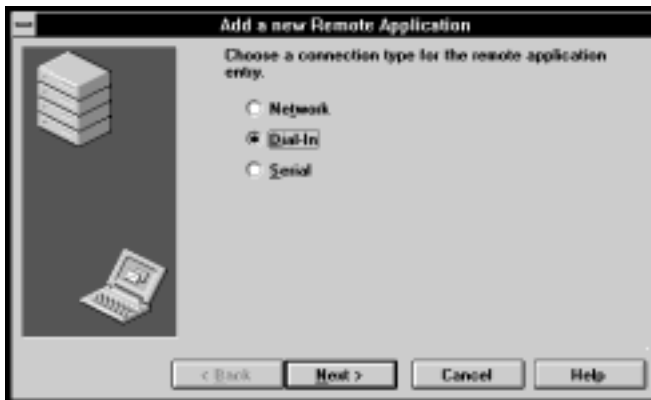 Add a new Remote Application
Choose a connection type for the remote application
entry.
Network
Dial-In
Serial
< Back
Next >
Cancel
Help